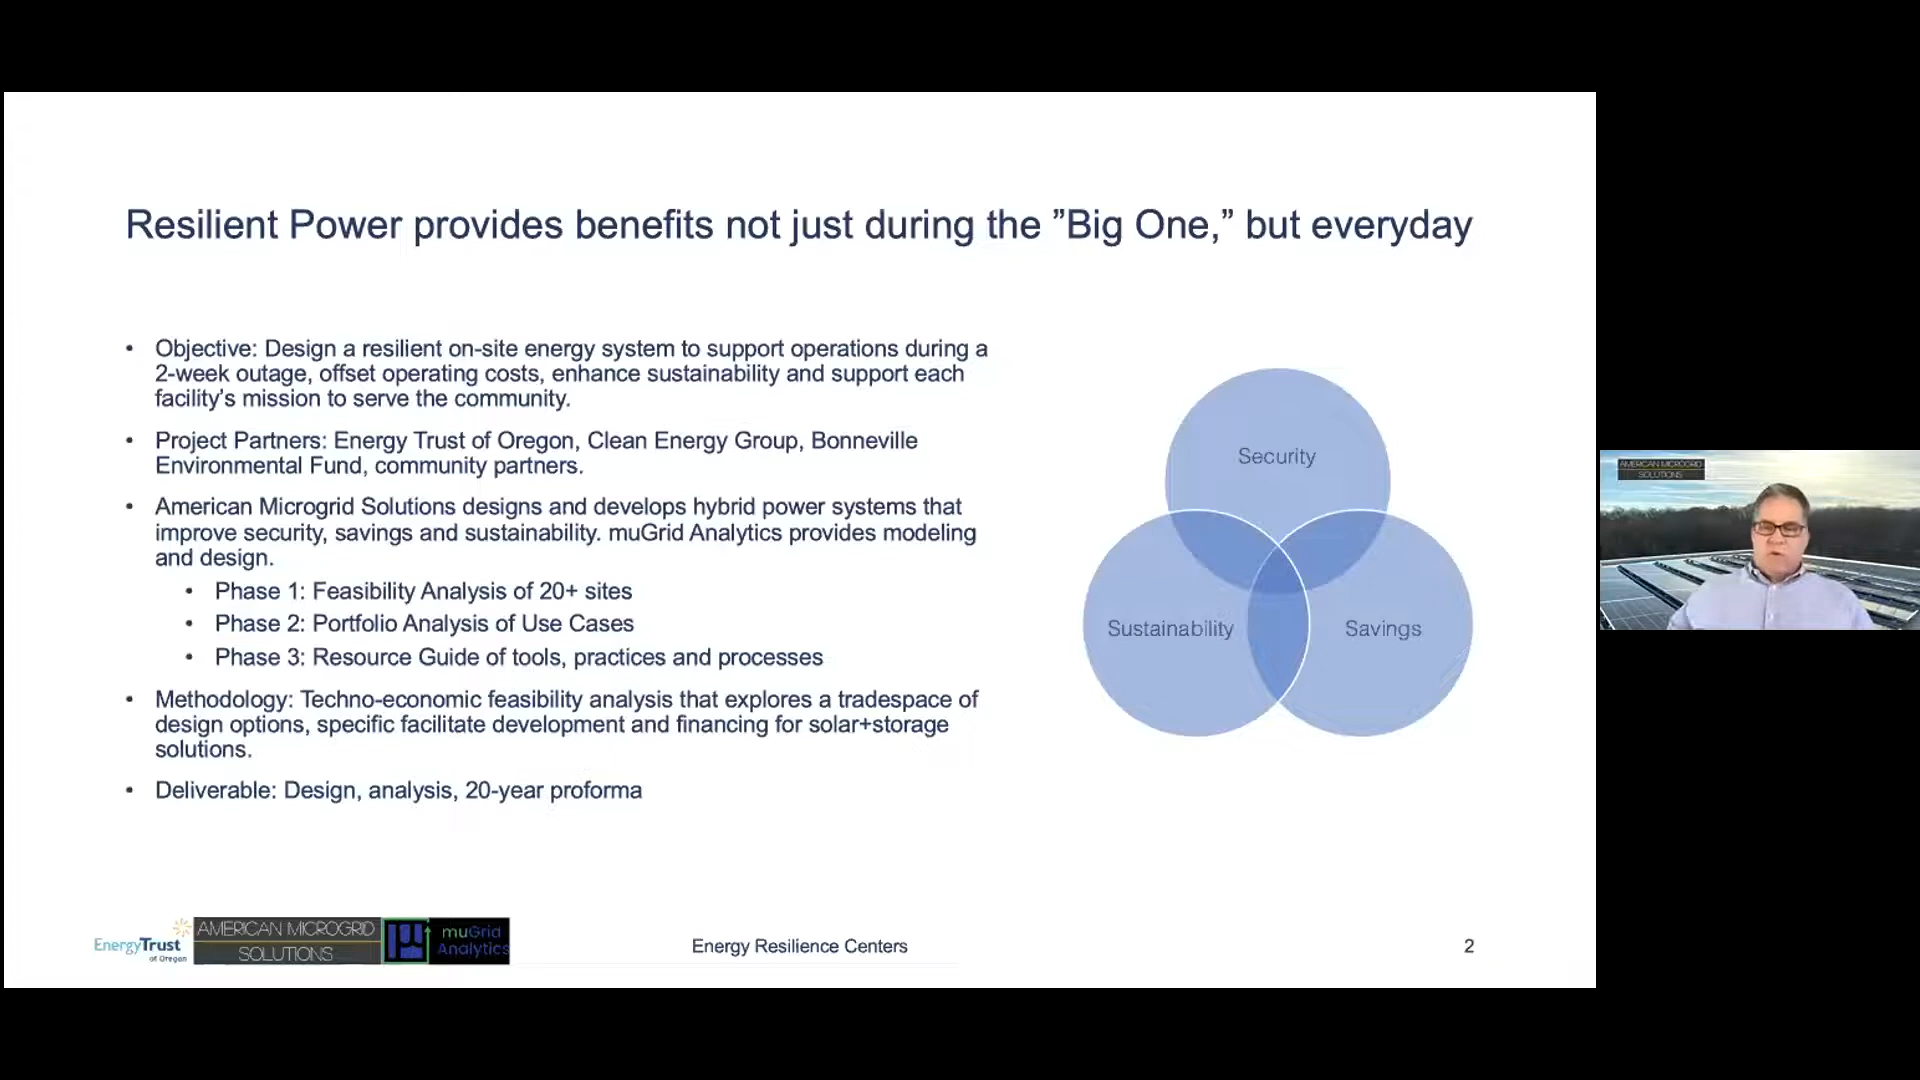 Resilient Power provides benefits not just during the ”Big One,” but everyday
• Objective: Design a resilient on-site energy system to support operations during a
2-week outage, offset operating costs, enhance sustainability and support each
facility’s mission to serve the community.
• Project Partners: Energy Trust of Oregon, Clean Energy Group, Bonneville
Environmental Fund, community partners.
• American Microgrid Solutions designs and develops hybrid power systems that
improve security, savings and sustainability. muGrid Analytics provides modeling
and design.
• Phase 1: Feasibility Analysis of 20+ sites
• Phase 2: Portfolio Analysis of Use Cases
• Phase 3: Resource Guide of tools, practices and processes
• Methodology: Techno-economic feasibility analysis that explores a tradespace of
design options, specific facilitate development and financing for solar+storage
solutions.
• Deliverable: Design, analysis, 20-year proforma
Security
Sustainability
Savings
EnergyTrust
of Oregon
AMERICAN MICROGRID
SOLUTIONS
muGrid
Analytics
Energy Resilience Centers
2
AMERICAN MICROGRID
SOLUTIONS